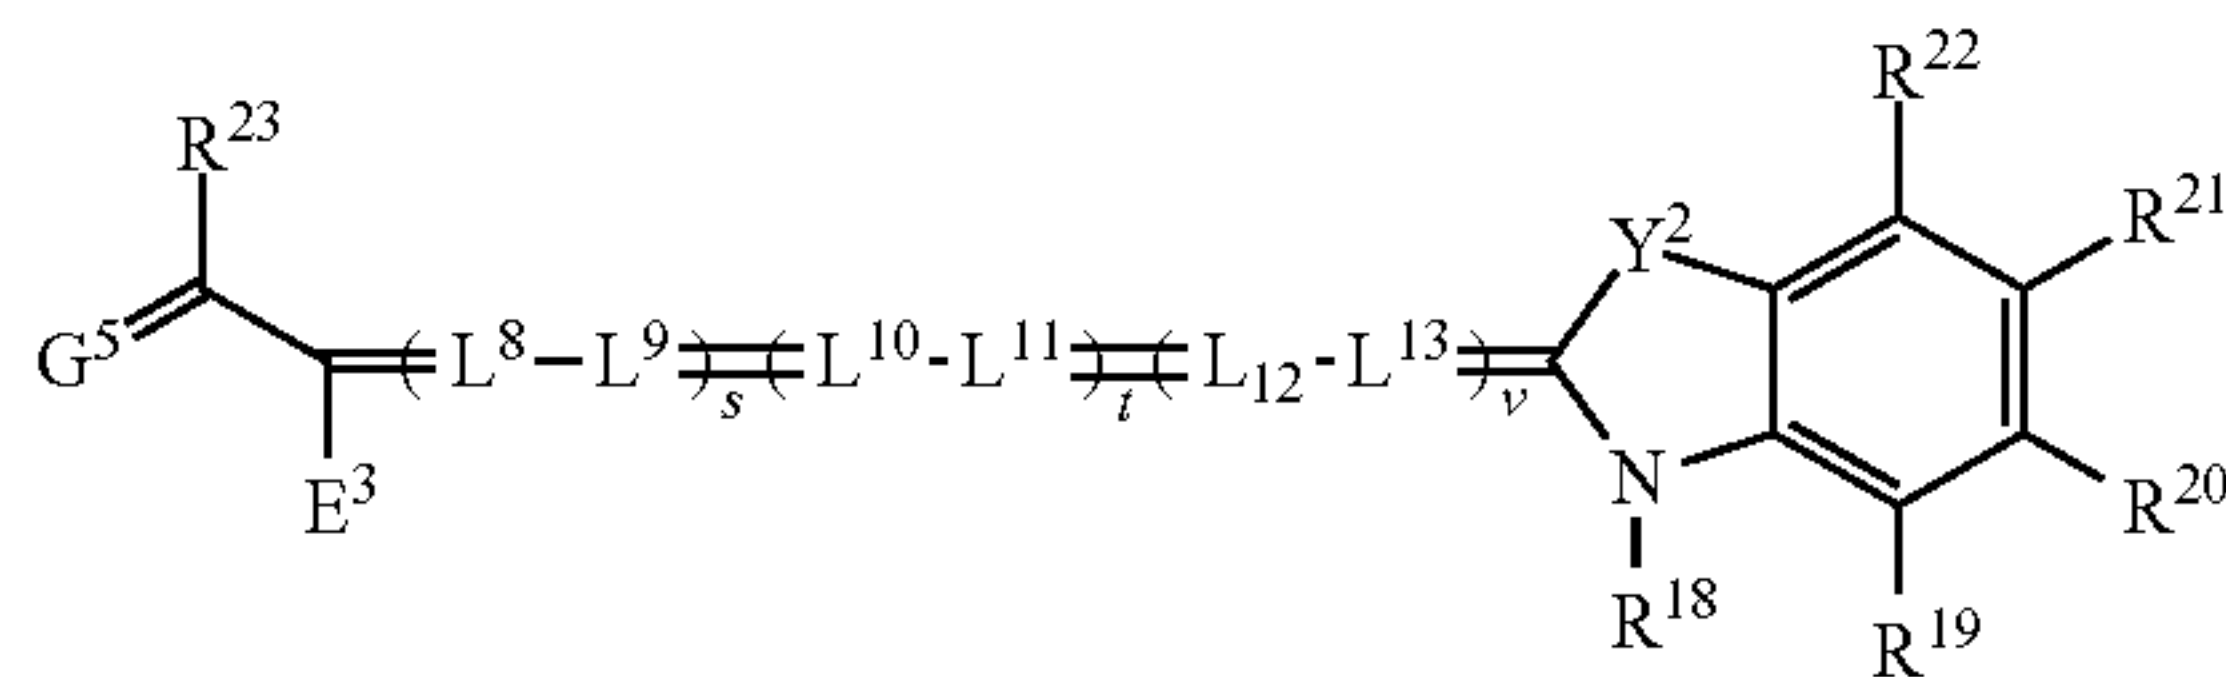 R²²
R²³
R²¹
Y²
G⁵ (L⁸–L⁹)s (L¹⁰-L¹¹)t (L₁₂-L¹³)v
E³
N
R²⁰
R¹⁸
R¹⁹